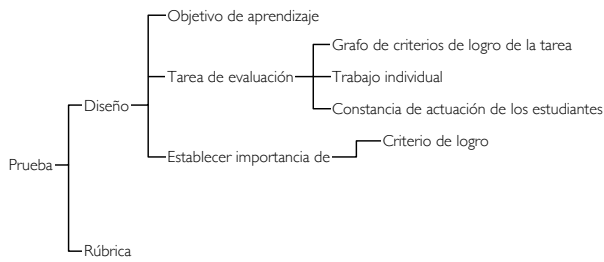 Objetivo de aprendizaje
Grafo de criterios de logro de la tarea
Tarea de evaluación
Trabajo individual
Diseño
Constancia de actuación de los estudiantes
Criterio de logro
Establecer importancia de
Prueba
Rúbrica